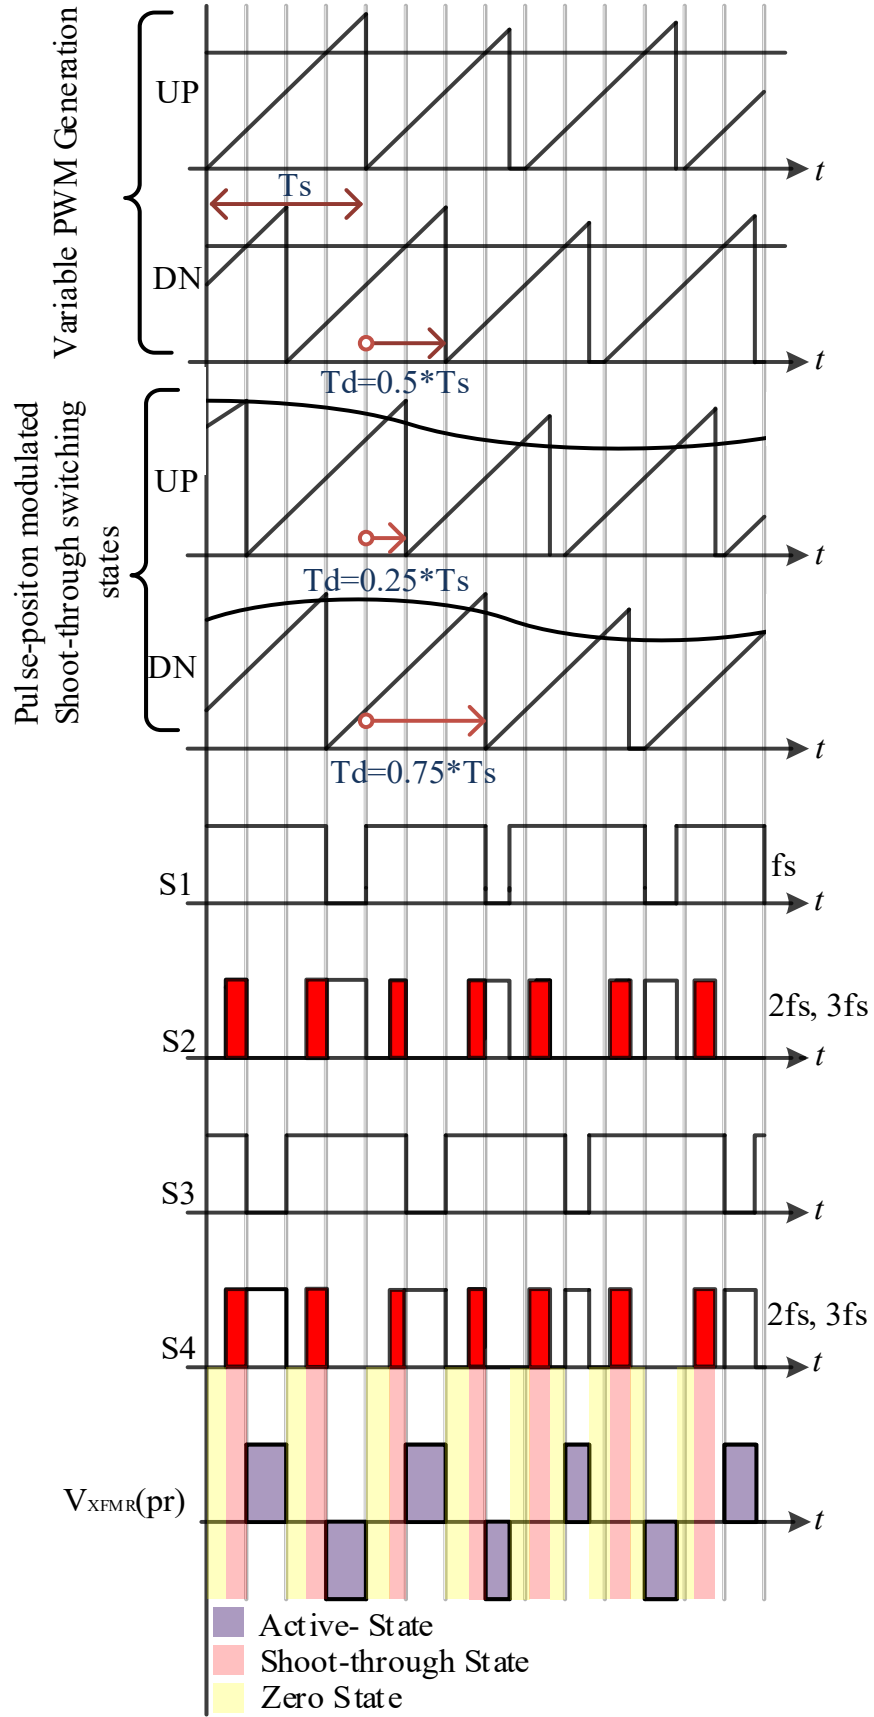 Variable PWM Generation
UP
t
Ts
DN
t
Td=0.5*Ts
Pulse-positon modulated
Shoot-through switching
states
UP
t
Td=0.25*Ts
DN
t
Td=0.75*Ts
S1
fs
t
S2
2fs, 3fs
t
S3
t
S4
2fs, 3fs
t
VXFMR(pr)
t
Active- State
Shoot-through State
Zero State